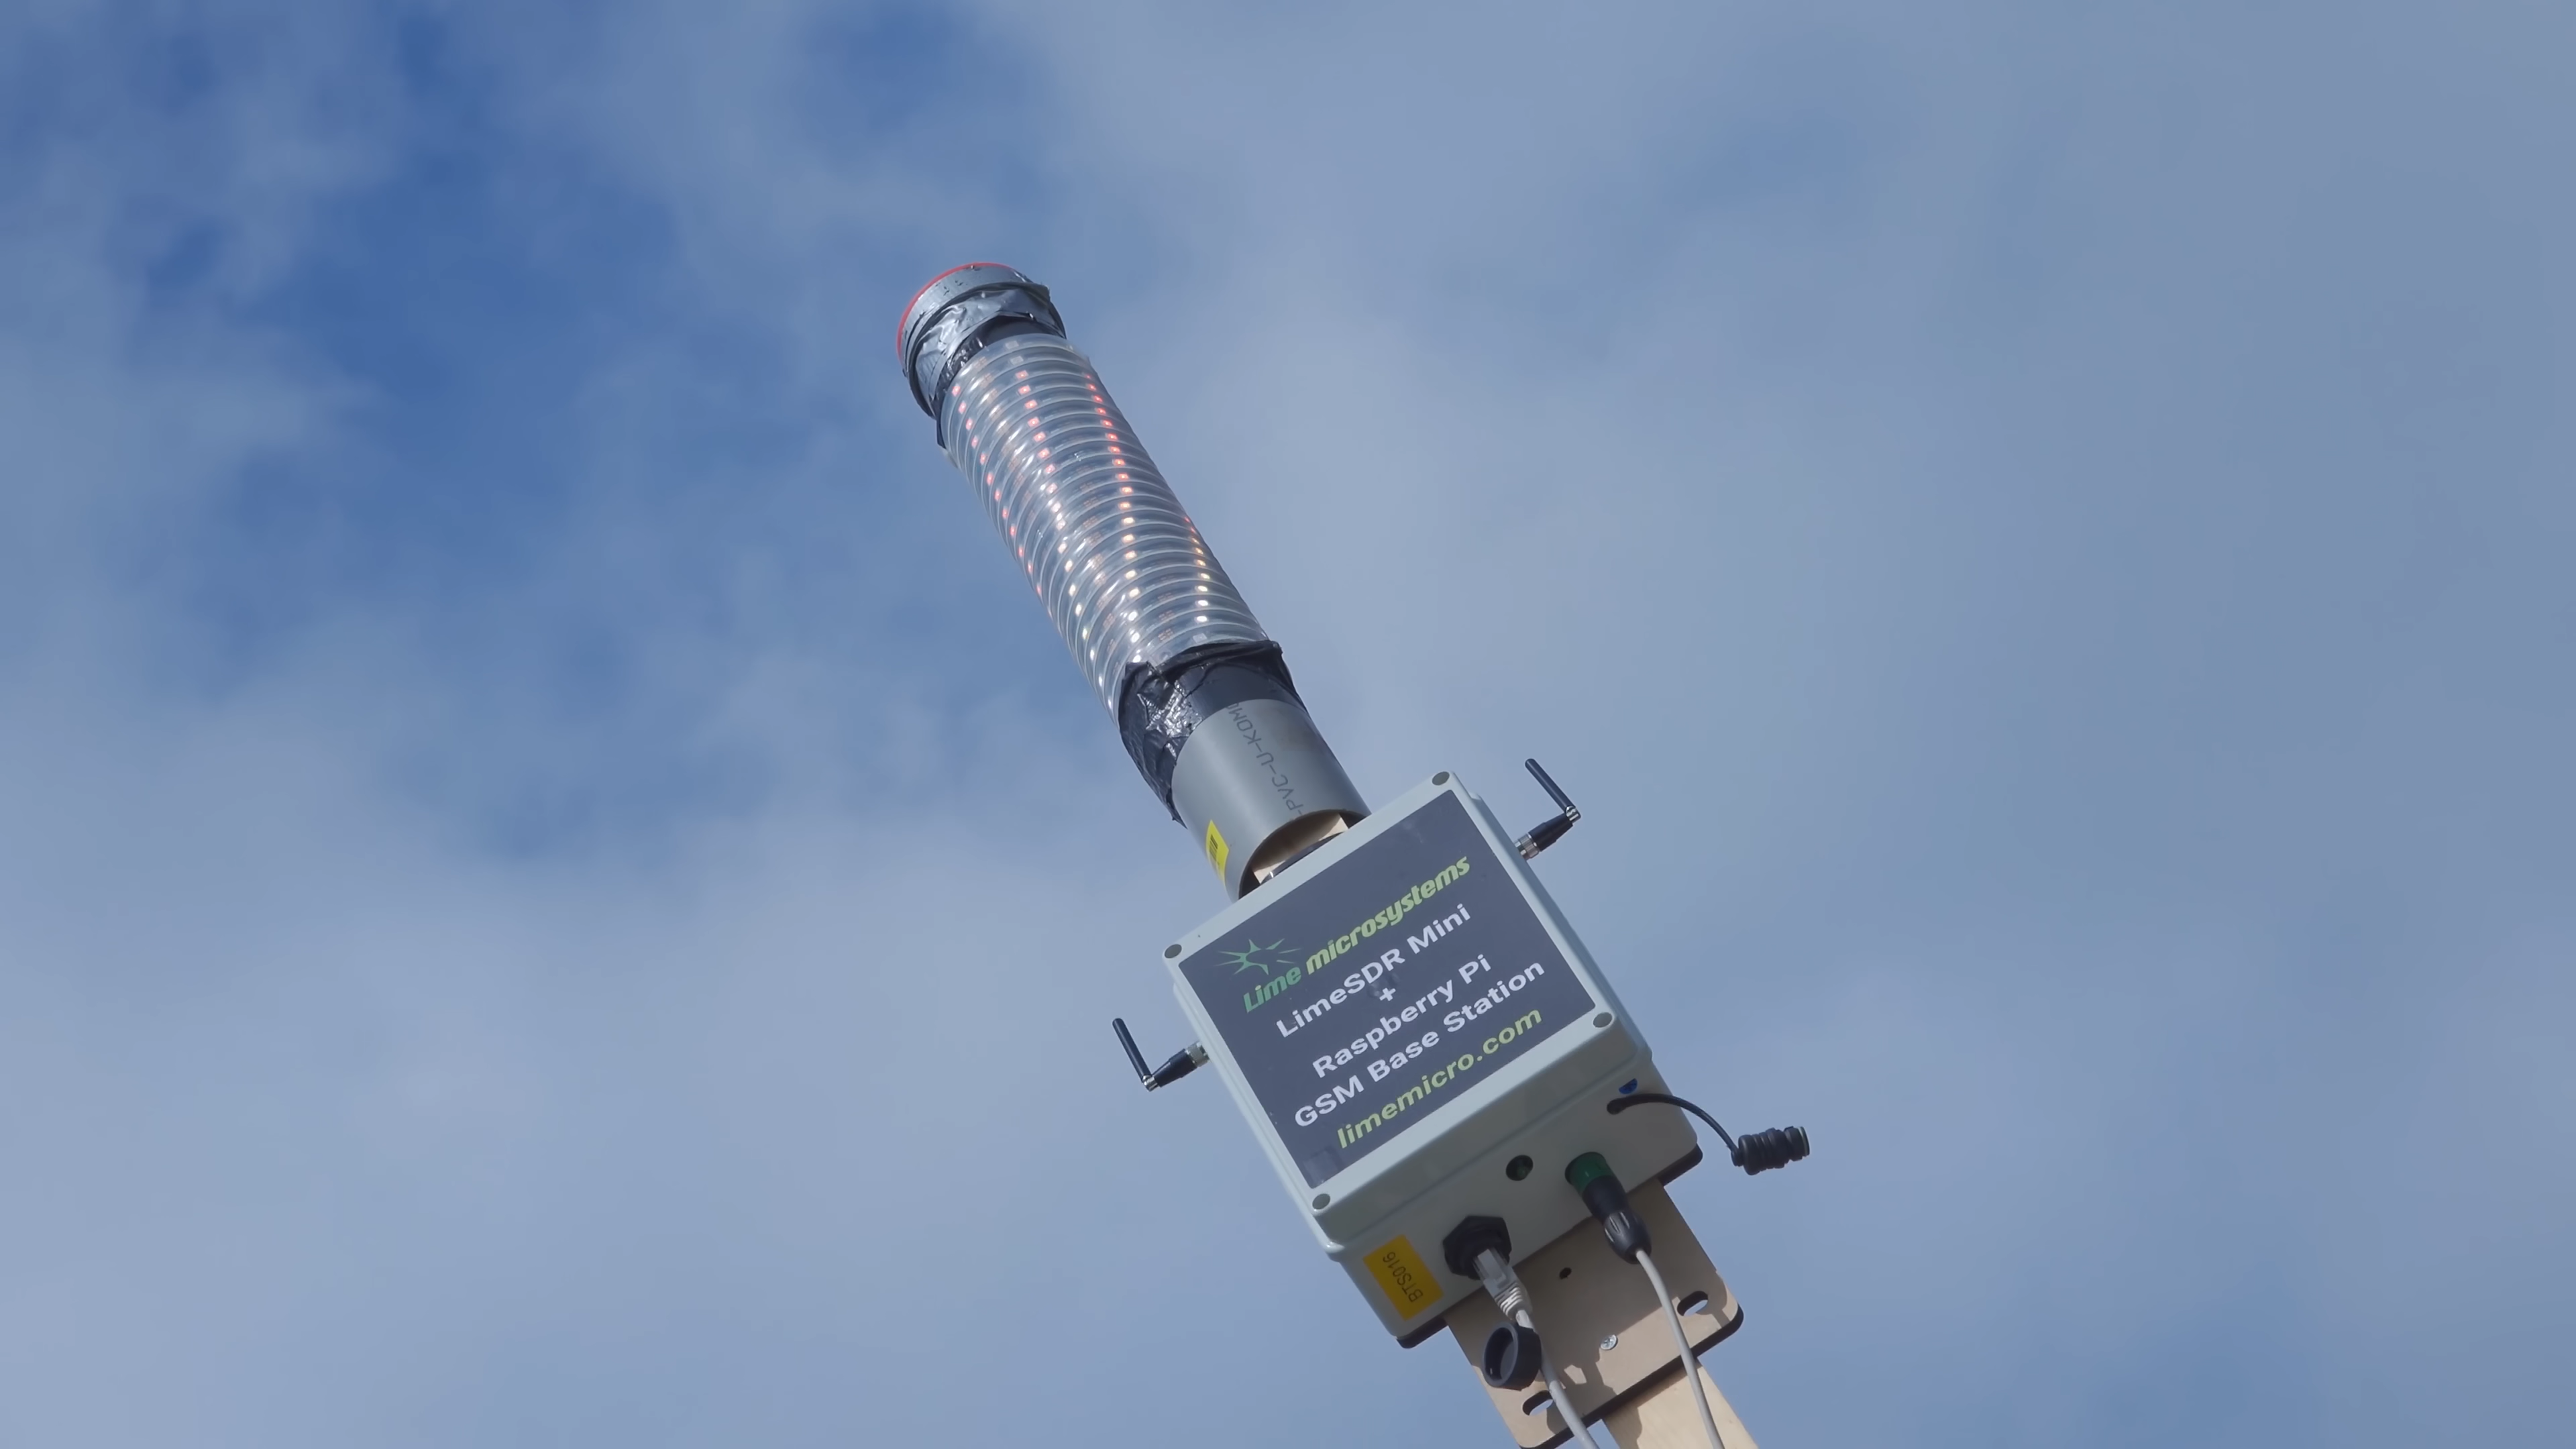 -PVC-U-KOM
Lime microsystems
LimeSDR Mini
+
Raspberry Pi
GSM Base Station
limemicro.com
BTS016